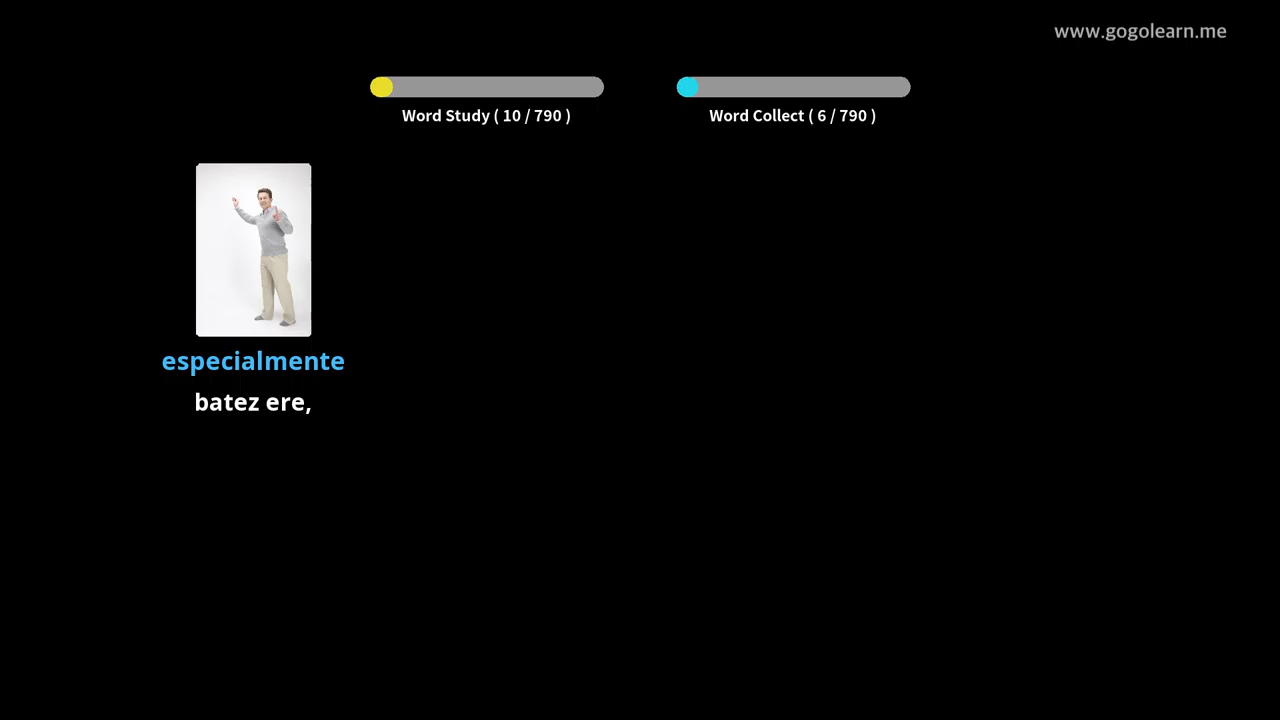 www.gogolearn.me
Word Study ( 10 / 790 )
Word Collect ( 6 / 790 )
especialmente
batez ere,